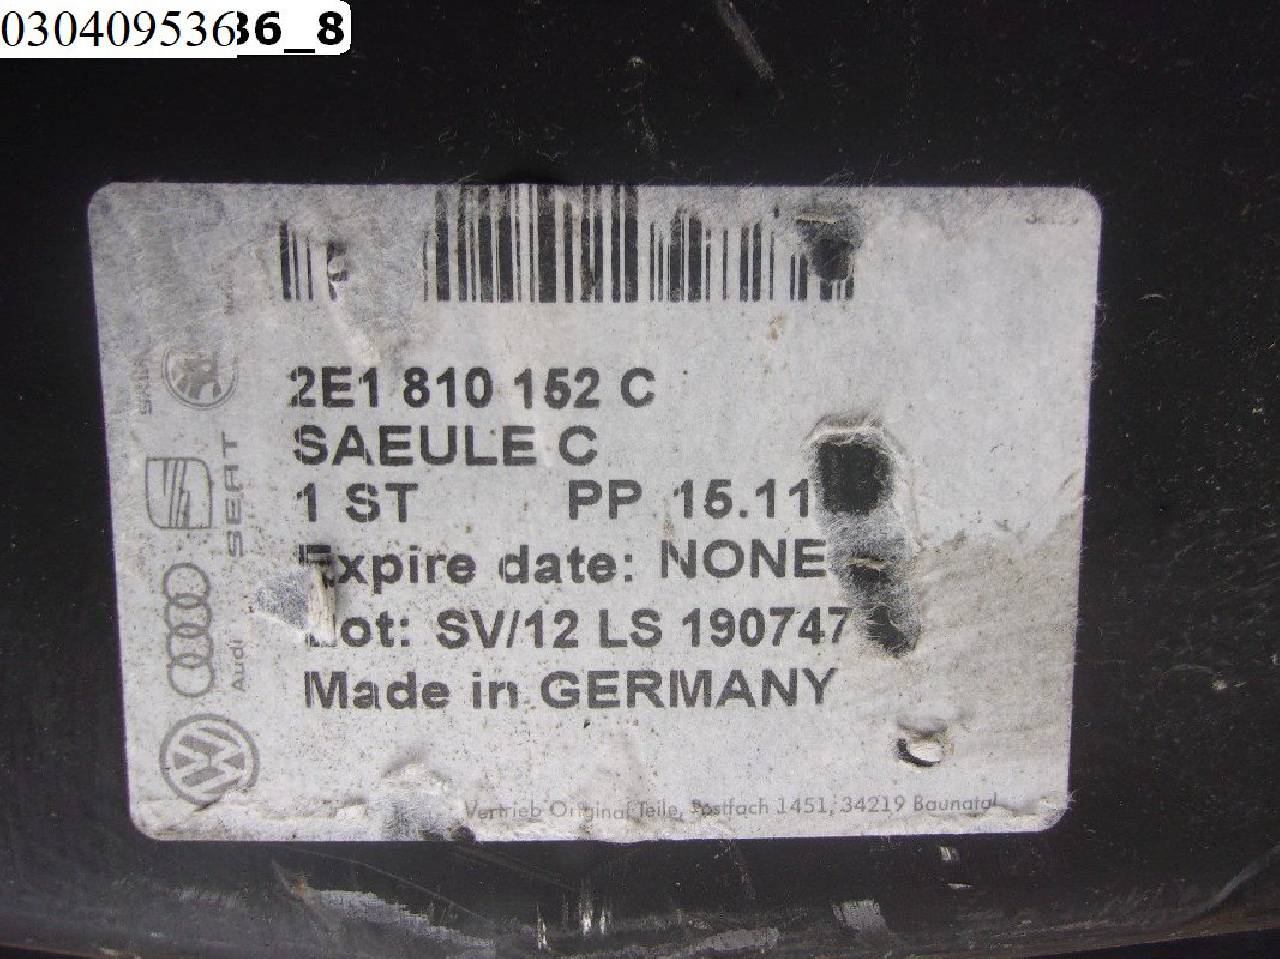 03040953636_8
2E1 810 152 C
SAEULE C
1 ST PP 15.11
Expire date: NONE
Lot: SV/12 LS 190747
Made in GERMANY
Vertrieb Original Teile, Postfach 1451, 34219 Baunatal
SEAT
Audi